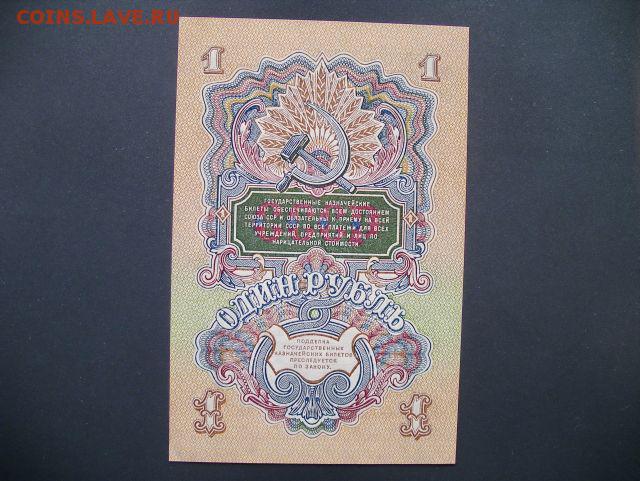 COINS.LAVE.RU
1 1
ГОСУДАРСТВЕННЫЕ КАЗНАЧЕЙСКИЕ
БИЛЕТЫ ОБЕСПЕЧИВАЮТСЯ ВСЕМ ДОСТОЯНИЕМ
СОЮЗА ССР И ОБЯЗАТЕЛЬНЫ К ПРИЕМУ НА ВСЕЙ
ТЕРРИТОРИИ СССР ВО ВСЕ ПЛАТЕЖИ ДЛЯ ВСЕХ
УЧРЕЖДЕНИЙ, ПРЕДПРИЯТИЙ И ЛИЦ ПО
НАРИЦАТЕЛЬНОЙ СТОИМОСТИ.
1 1
ОДИН РУБЛЬ
ПОДДЕЛКА
ГОСУДАРСТВЕННЫХ
КАЗНАЧЕЙСКИХ БИЛЕТОВ
ПРЕСЛЕДУЕТСЯ
ПО ЗАКОНУ.
1 1